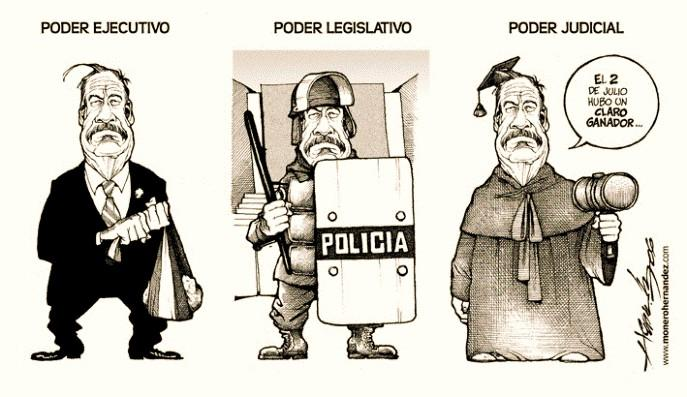 PODER EJECUTIVO
PODER LEGISLATIVO
PODER JUDICIAL
EL 2
DE JULIO
HUBO UN
CLARO
GANADOR...
POLICIA
www.monerohernandez.com